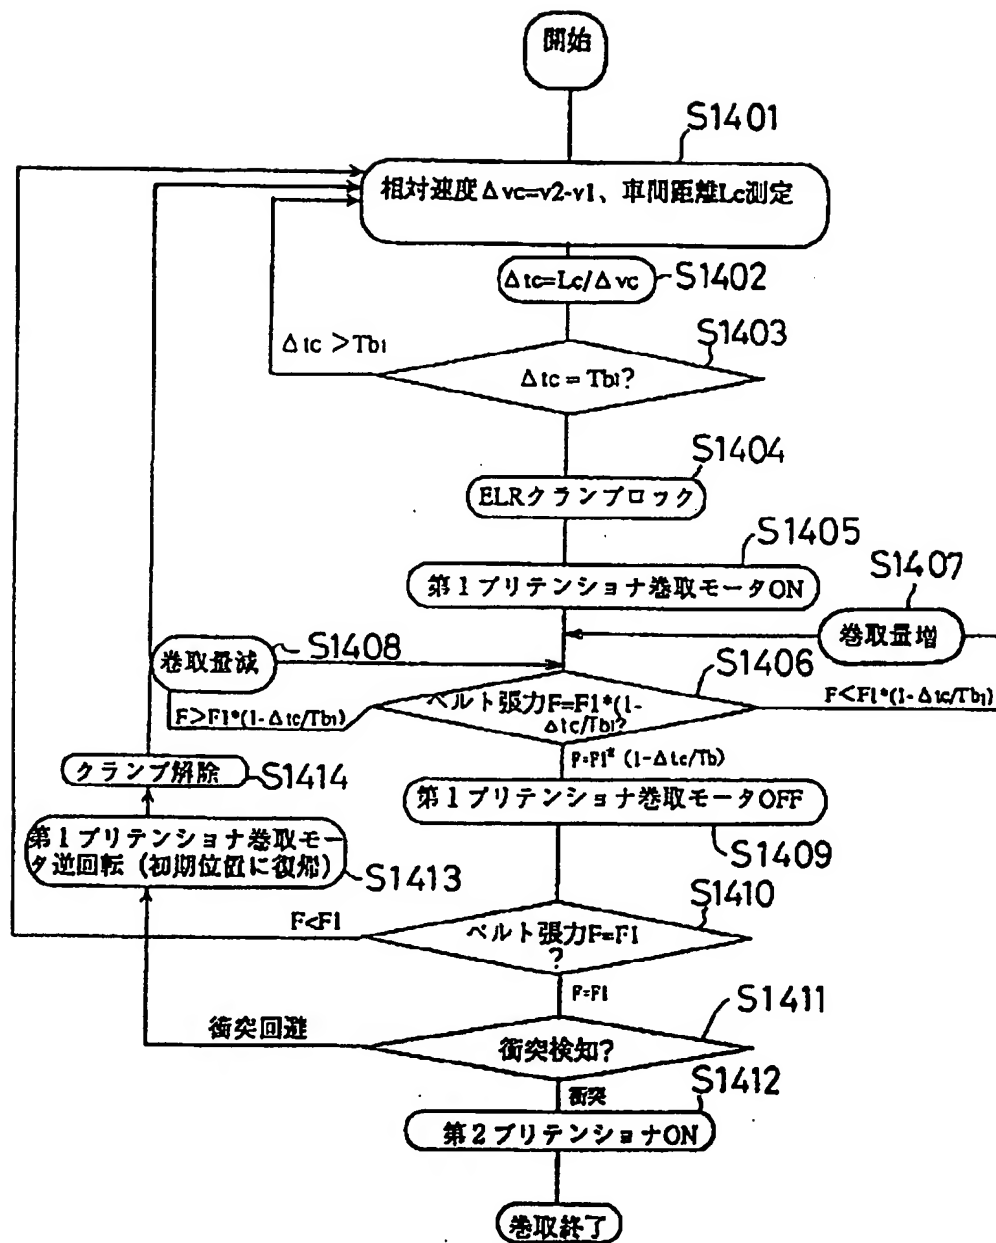 開始
S1401
相対速度Δvc=v2-v1、車間距離Lc測定
Δtc=Lc/Δvc
S1402
S1403
Δtc >Tb1
Δtc = Tb1?
S1404
ELRクランプロック
S1405
第1プリテンショナ巻取モータON
S1407
巻取量増
S1408
巻取量減
S1406
ベルト張力F=F1*(1-
Δtc/Tb1?
F>F1*(1-Δtc/Tb1)
F<F1*(1-Δtc/Tb1)
F=F1* (1-Δtc/Tb)
クランプ解除
S1414
第1プリテンショナ巻取モータOFF
S1409
第1プリテンショナ巻取モー
タ逆回転 (初期位置に復帰)
S1413
S1410
F<F1
ベルト張力F=F1
?
F=F1
S1411
衝突回避
衝突検知?
S1412
衝突
第2プリテンショナON
巻取終了